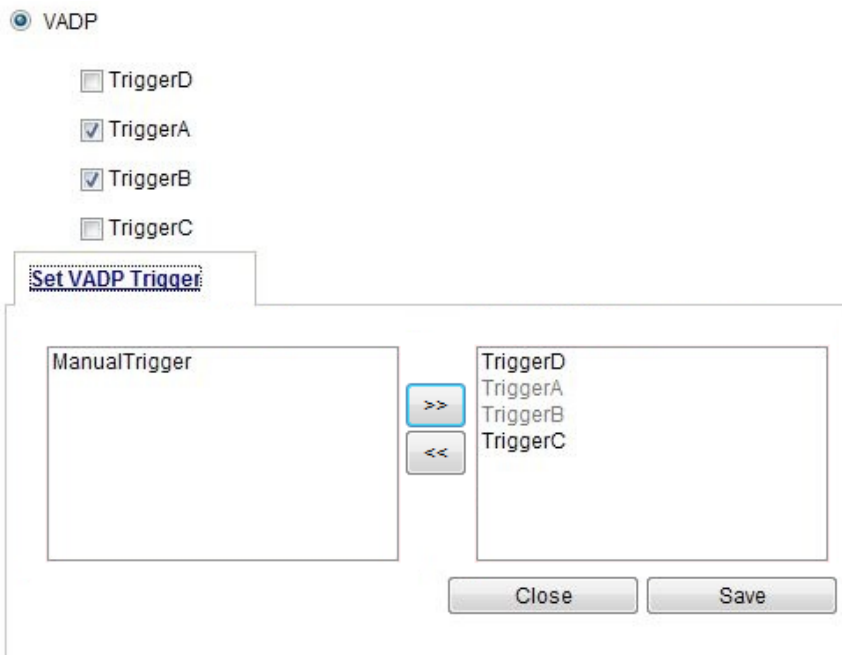 VADP
TriggerD
TriggerA
TriggerB
TriggerC
Set VADP Trigger
ManualTrigger
TriggerD
TriggerA
TriggerB
TriggerC
>>
<<
Close Save